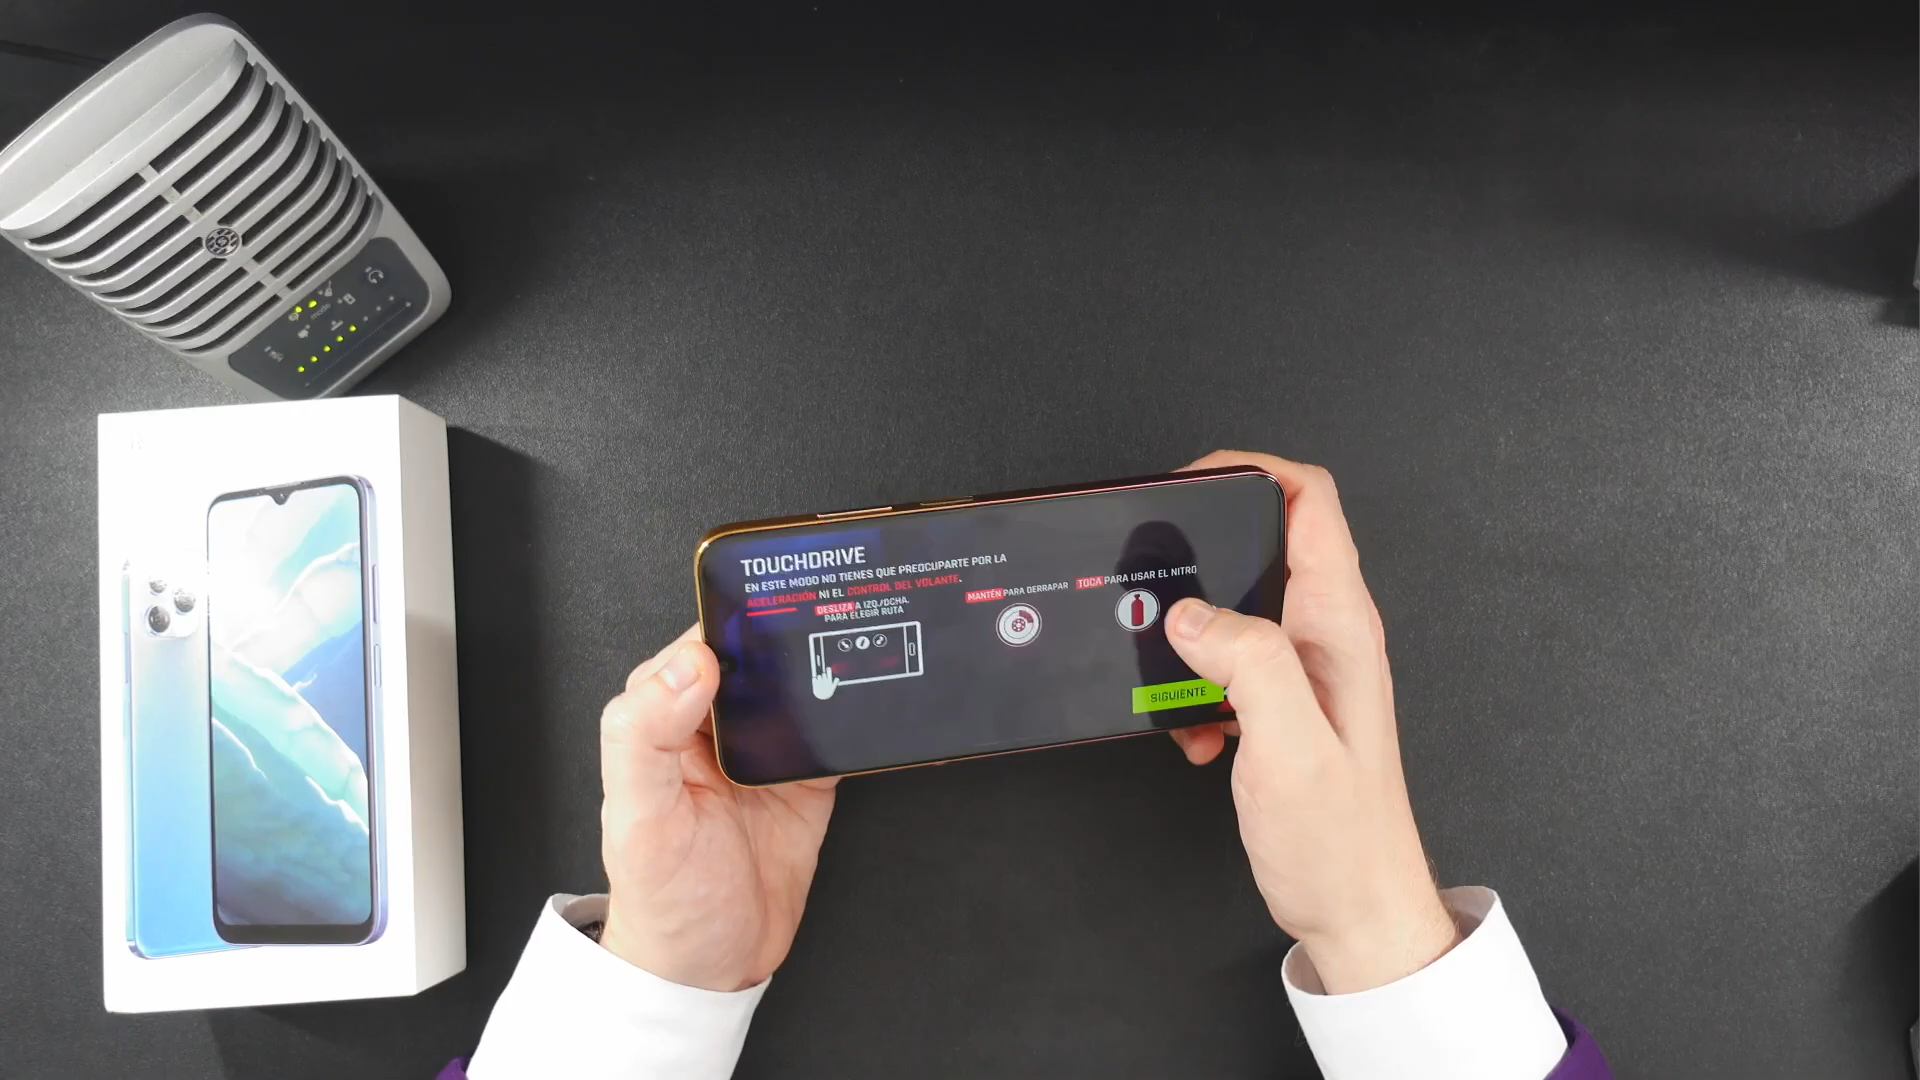 TOUCHDRIVE
EN ESTE MODO NO TIENES QUE PREOCUPARTE POR LA
ACELERACIÓN NI EL CONTROL DEL VOLANTE.
DESLIZA A IZQ./DCHA.
PARA ELEGIR RUTA
MANTÉN PARA DERRAPAR
TOCA PARA USAR EL NITRO
SIGUIENTE
mode